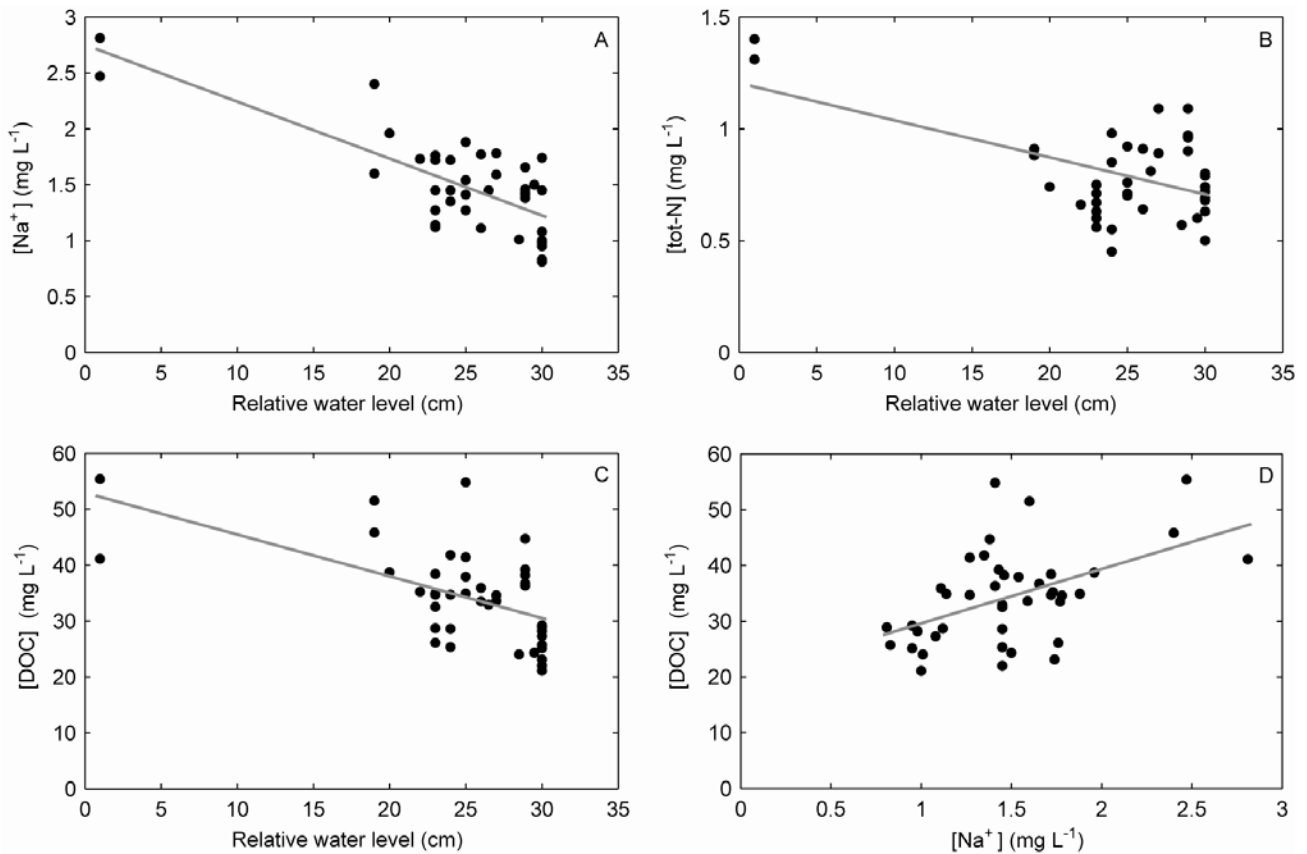 A
3
2.5
2
1.5
1
0.5
0
[Na⁺] (mg L⁻¹)
0 5 10 15 20 25 30 35
Relative water level (cm)
B
1.5
1
0.5
0
[tot-N] (mg L⁻¹)
0 5 10 15 20 25 30 35
Relative water level (cm)
C
60
50
40
30
20
10
0
[DOC] (mg L⁻¹)
0 5 10 15 20 25 30 35
Relative water level (cm)
D
60
50
40
30
20
10
0
[DOC] (mg L⁻¹)
0 0.5 1 1.5 2 2.5 3
[Na⁺] (mg L⁻¹)